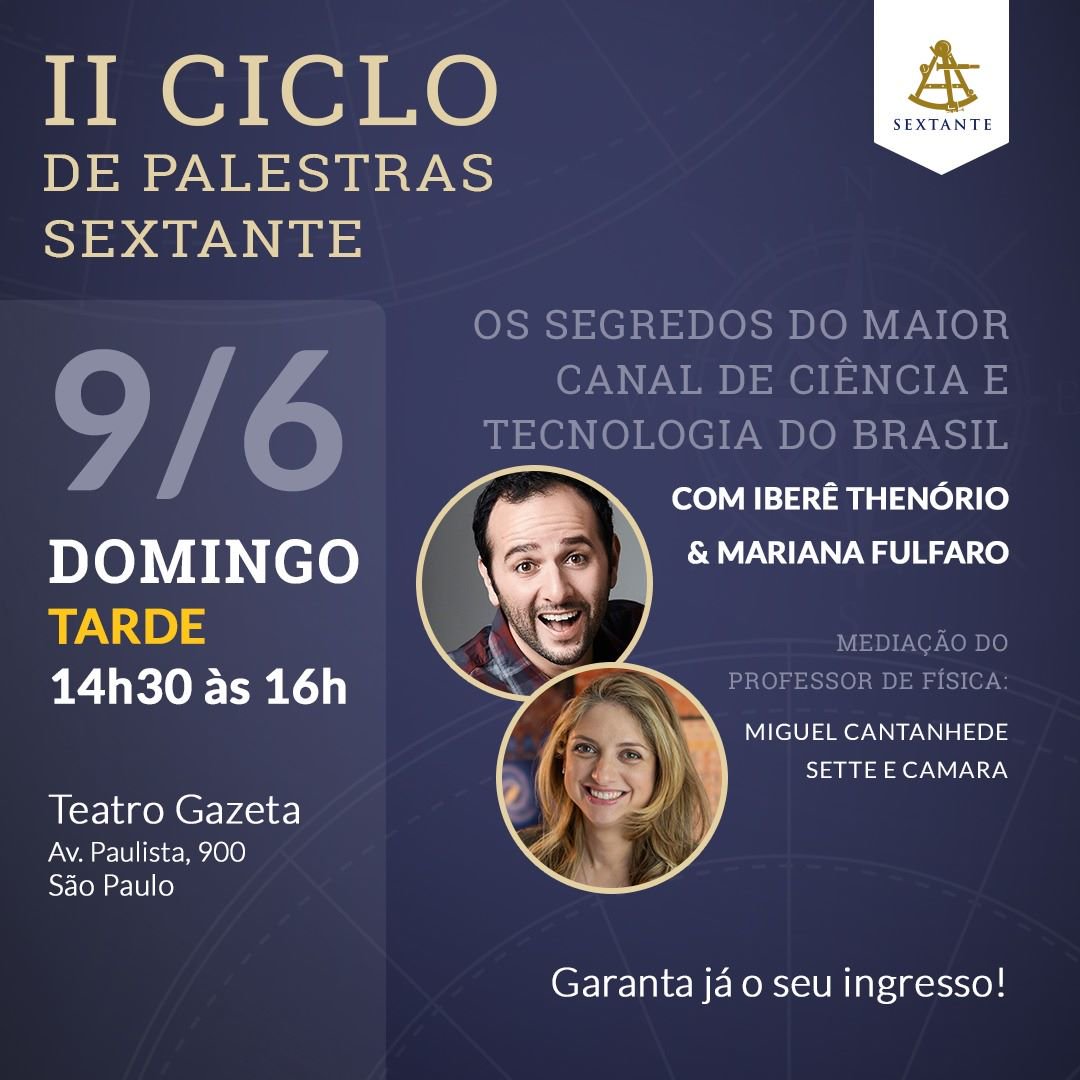 II CICLO
DE PALESTRAS
SEXTANTE
SEXTANTE
9/6
DOMINGO
TARDE
14h30 às 16h
Teatro Gazeta
Av. Paulista, 900
São Paulo
OS SEGREDOS DO MAIOR
CANAL DE CIÊNCIA E
TECNOLOGIA DO BRASIL
COM IBERÊ THENÓRIO
& MARIANA FULFARO
MEDIAÇÃO DO
PROFESSOR DE FÍSICA:
MIGUEL CANTANHEDE
SETTE E CAMARA
Garanta já o seu ingresso!